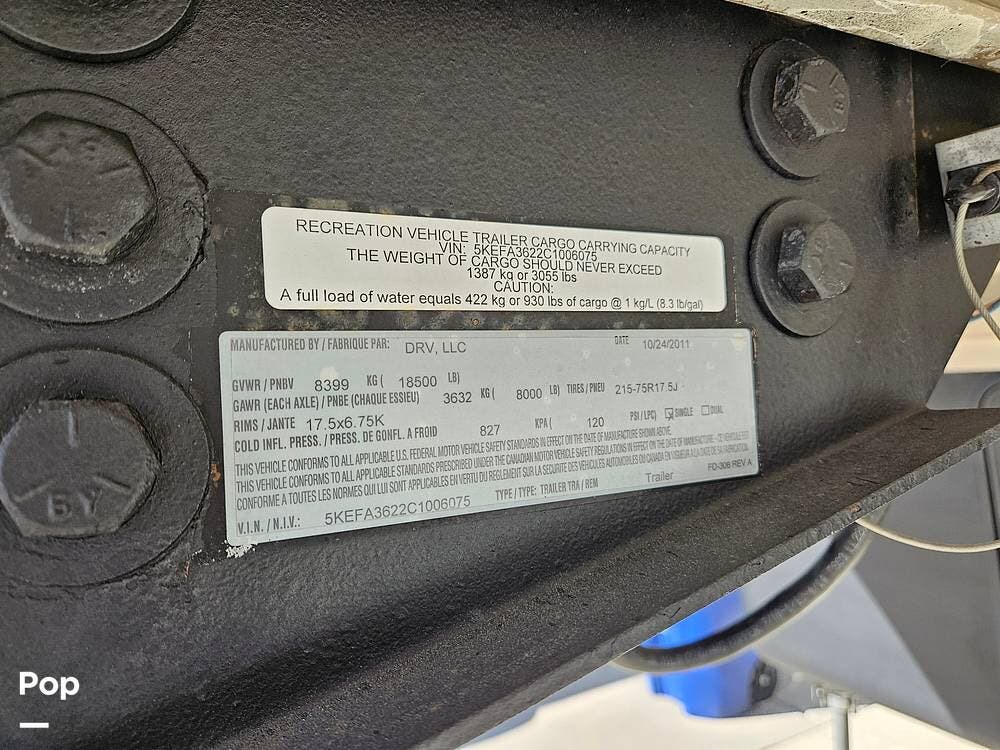 RECREATION VEHICLE TRAILER CARGO CARRYING CAPACITY
VIN: 5KEFA3622C1006075
THE WEIGHT OF CARGO SHOULD NEVER EXCEED
1387 kg or 3055 lbs
CAUTION:
A full load of water equals 422 kg or 930 lbs of cargo @ 1 kg/L (8.3 lb/gal)
MANUFACTURED BY / FABRIQUE PAR: DRV, LLC DATE 10/24/2011
GVWR / PNBV 8399 KG ( 18500 LB)
GAWR (EACH AXLE) / PNBE (CHAQUE ESSIEU) 3632 KG ( 8000 LB) TIRES / PNEU 215-75R17.5J
RIMS / JANTE 17.5x6.75K
COLD INFL. PRESS. / PRESS. DE GONFL. A FROID 827 KPA ( 120 PSI / LPC) SINGLE DUAL
THIS VEHICLE CONFORMS TO ALL APPLICABLE U.S. FEDERAL MOTOR VEHICLE SAFETY STANDARDS IN EFFECT ON THE DATE OF MANUFACTURE SHOWN ABOVE.
THIS VEHICLE CONFORMS TO ALL APPLICABLE STANDARDS PRESCRIBED UNDER THE CANADIAN MOTOR VEHICLE SAFETY REGULATIONS IN EFFECT ON THE DATE OF MANUFACTURE - CE VEHICULE EST
CONFORME A TOUTES LES NORMES QUI LUI SONT APPLICABLES EN VERTU DU REGLEMENT SUR LA SECURITE DES VEHICULES AUTOMOBILES DU CANADA EN VIGUEUR A LA DATE DE SA FABRICATION.
V.I.N. / N.I.V.: 5KEFA3622C1006075 TYPE / TYPE: TRAILER TRA / REM Trailer FD-306 REV A
BY
Pop